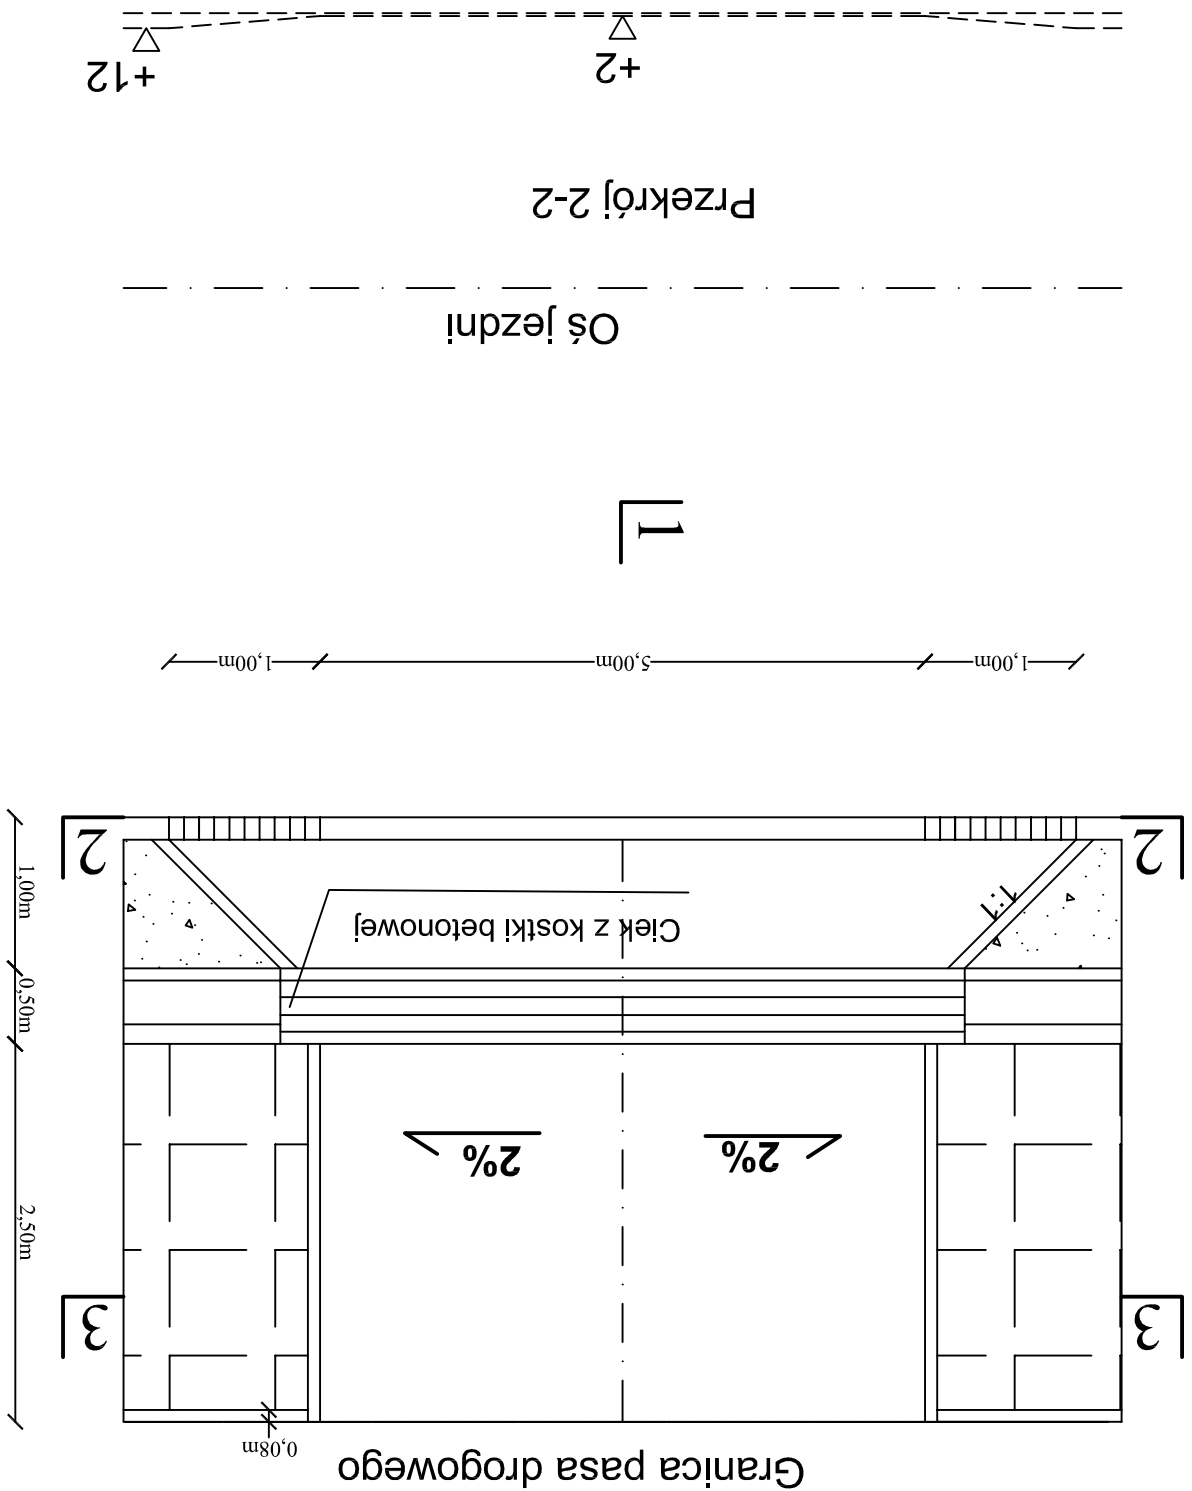 Granica pasa drogowego
0,08m
3
3
2,50m
2%
2%
0,50m
Ciek z kostki betonowej
1:1
1,00m
2
2
1,00m
5,00m
1,00m
1
Oś jezdni
Przekrój 2-2
+2
+12